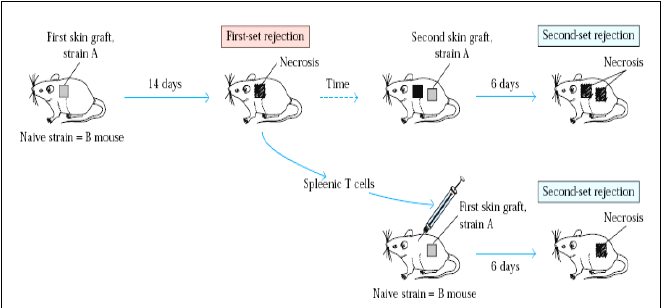 First skin graft,
strain A
14 days
Naive strain = B mouse
First-set rejection
Necrosis
Time
Second skin graft,
strain A
6 days
Second-set rejection
Necrosis
Spleenic T cells
First skin graft,
strain A
6 days
Naive strain = B mouse
Second-set rejection
Necrosis